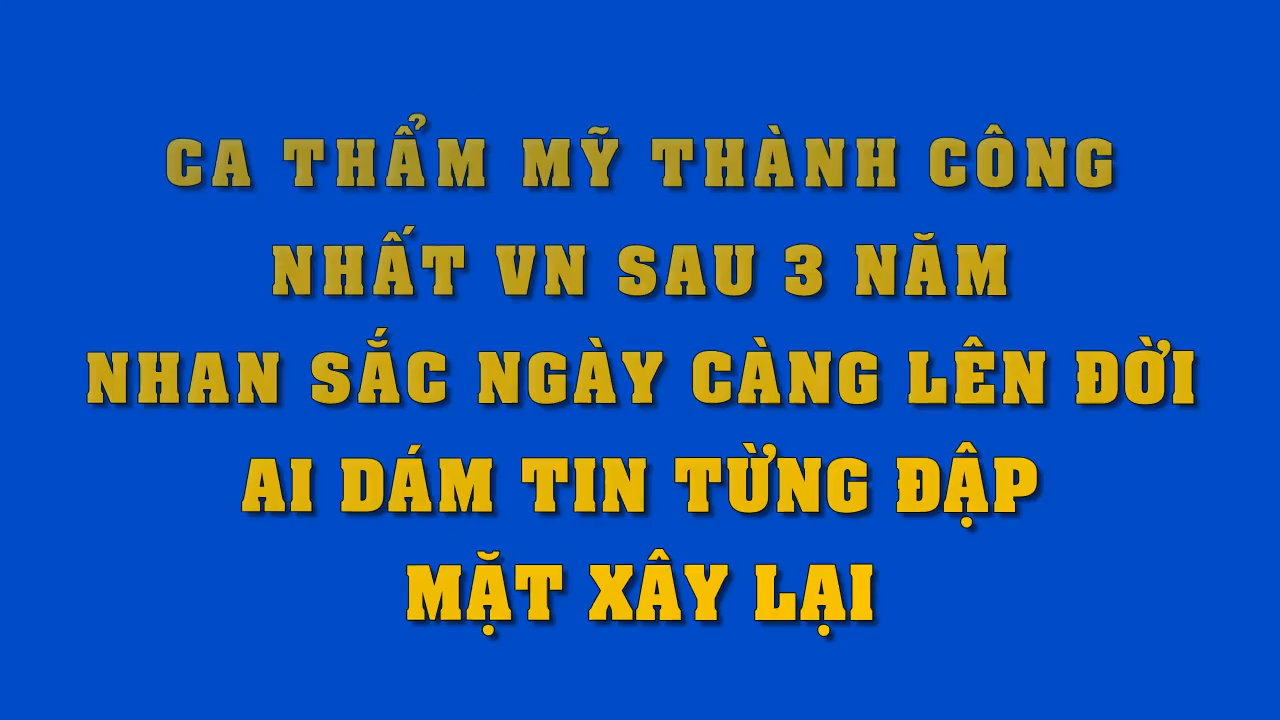 CA THẨM MỸ THÀNH CÔNG
NHẤT VN SAU 3 NĂM
NHAN SẮC NGÀY CÀNG LÊN ĐỜI
AI DÁM TIN TỪNG ĐẬP
MẶT XÂY LẠI